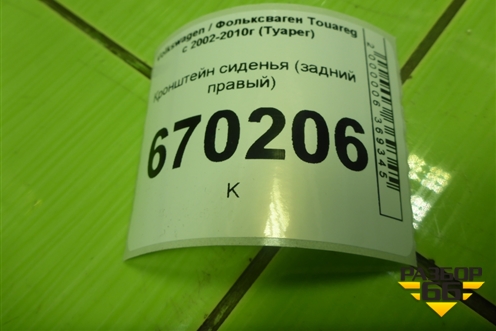 Volkswagen / Фольксваген Touareg
с 2002-2010г (Туарег)
Кронштейн сиденья (задний
правый)
670206
К
2000006369345
РАЗБОР
66